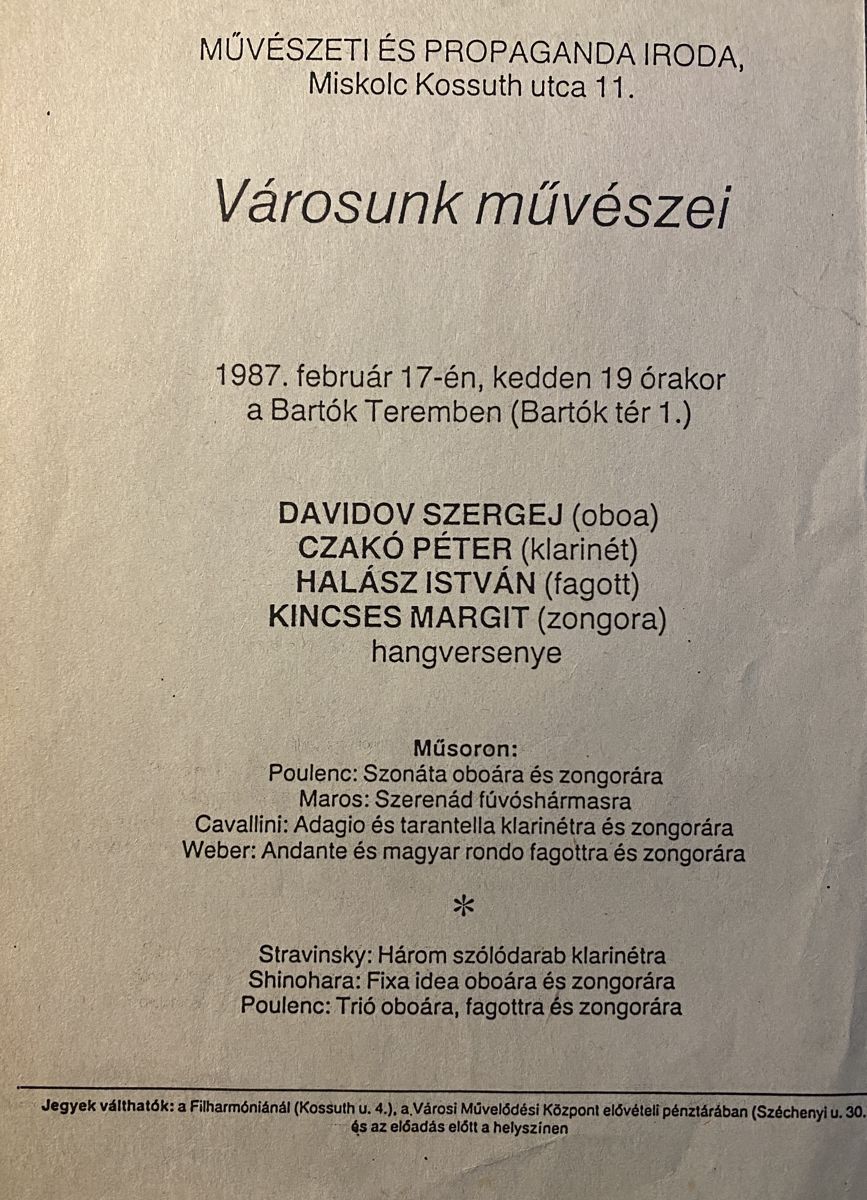 MŰVÉSZETI ÉS PROPAGANDA IRODA,
Miskolc Kossuth utca 11.
Városunk művészei
1987. február 17-én, kedden 19 órakor
a Bartók Teremben (Bartók tér 1.)
DAVIDOV SZERGEJ (oboa)
CZAKÓ PÉTER (klarinét)
HALÁSZ ISTVÁN (fagott)
KINCSES MARGIT (zongora)
hangversenye
Műsoron:
Poulenc: Szonáta oboára és zongorára
Maros: Szerenád fúvóshármasra
Cavallini: Adagio és tarantella klarinétra és zongorára
Weber: Andante és magyar rondo fagottra és zongorára
*
Stravinsky: Három szólódarab klarinétra
Shinohara: Fixa idea oboára és zongorára
Poulenc: Trió oboára, fagottra és zongorára
Jegyek válthatók: a Filharmóniánál (Kossuth u. 4.), a Városi Művelődési Központ elővételi pénztárában (Széchenyi u. 30.
és az előadás előtt a helyszínen